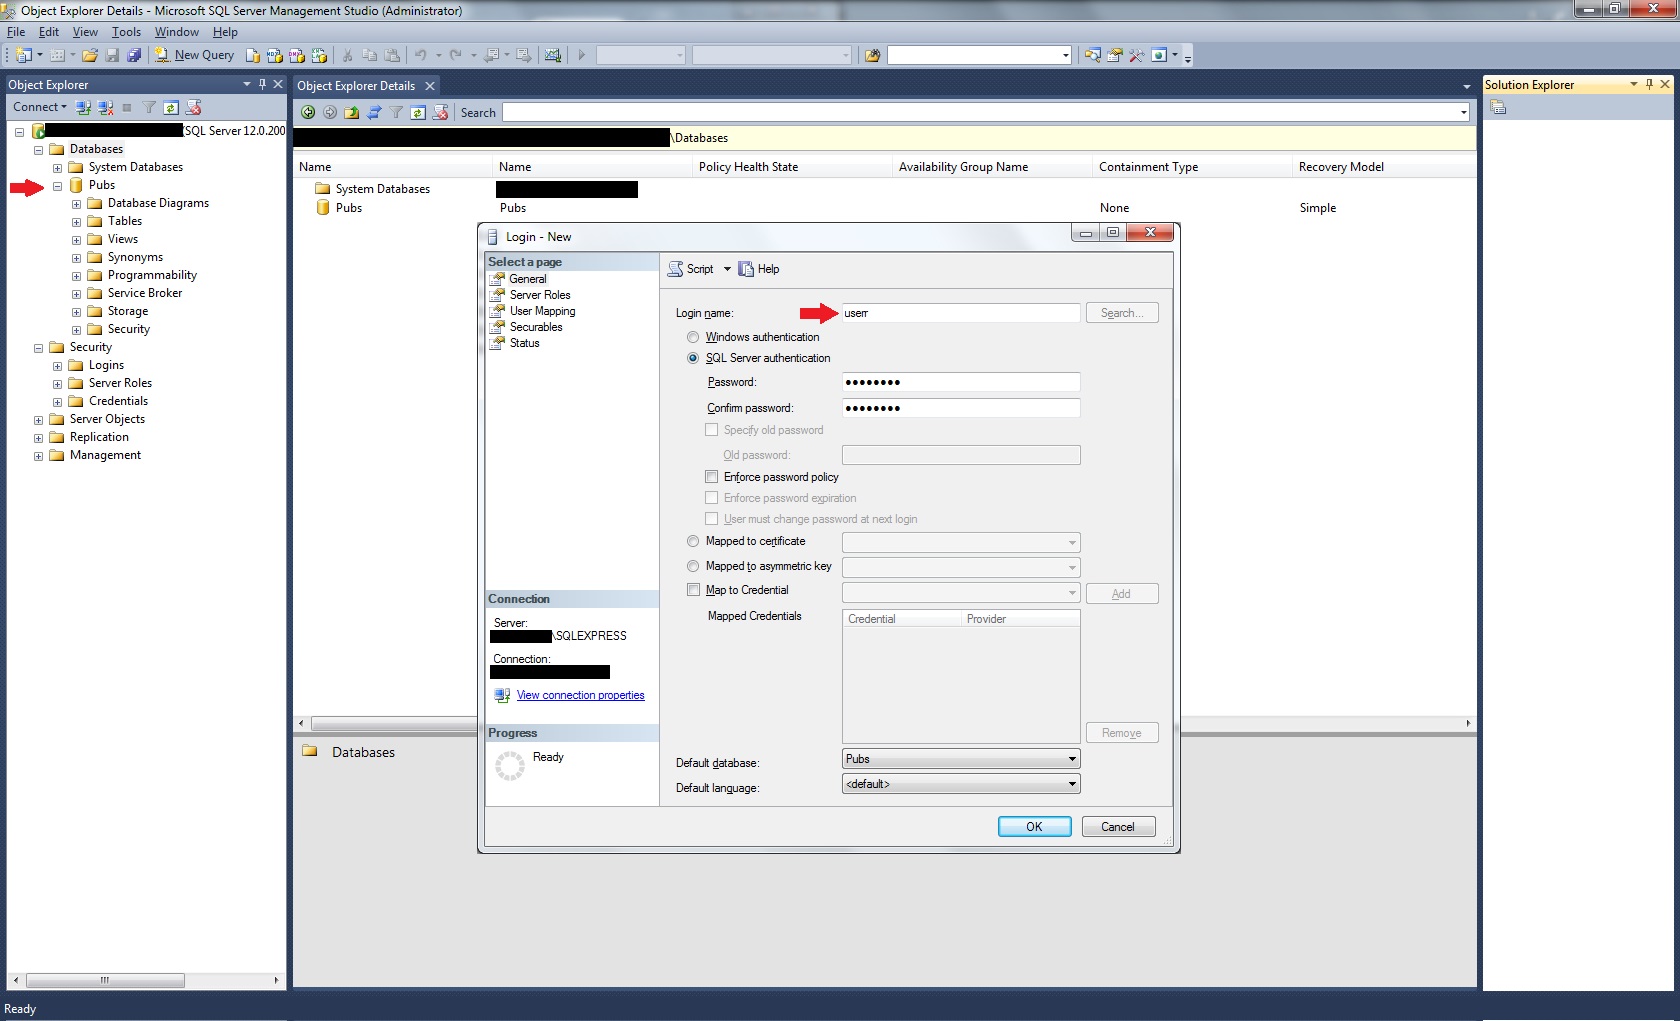 Object Explorer Details - Microsoft SQL Server Management Studio (Administrator)
File Edit View Tools Window Help
New Query
Object Explorer
Connect
(SQL Server 12.0.200
Databases
System Databases
Pubs
Database Diagrams
Tables
Views
Synonyms
Programmability
Service Broker
Storage
Security
Security
Logins
Server Roles
Credentials
Server Objects
Replication
Management
Object Explorer Details
Search
\Databases
Name Name Policy Health State Availability Group Name Containment Type Recovery Model
System Databases
Pubs Pubs None Simple
Databases
Solution Explorer
Login - New
Select a page
General
Server Roles
User Mapping
Securables
Status
Connection
Server:
\SQLEXPRESS
Connection:
View connection properties
Progress
Ready
Script Help
Login name: userr Search...
Windows authentication
SQL Server authentication
Password: ●●●●●●●●
Confirm password: ●●●●●●●●
Specify old password
Old password:
Enforce password policy
Enforce password expiration
User must change password at next login
Mapped to certificate
Mapped to asymmetric key
Map to Credential Add
Mapped Credentials Credential Provider
Remove
Default database: Pubs
Default language: <default>
OK Cancel
Ready